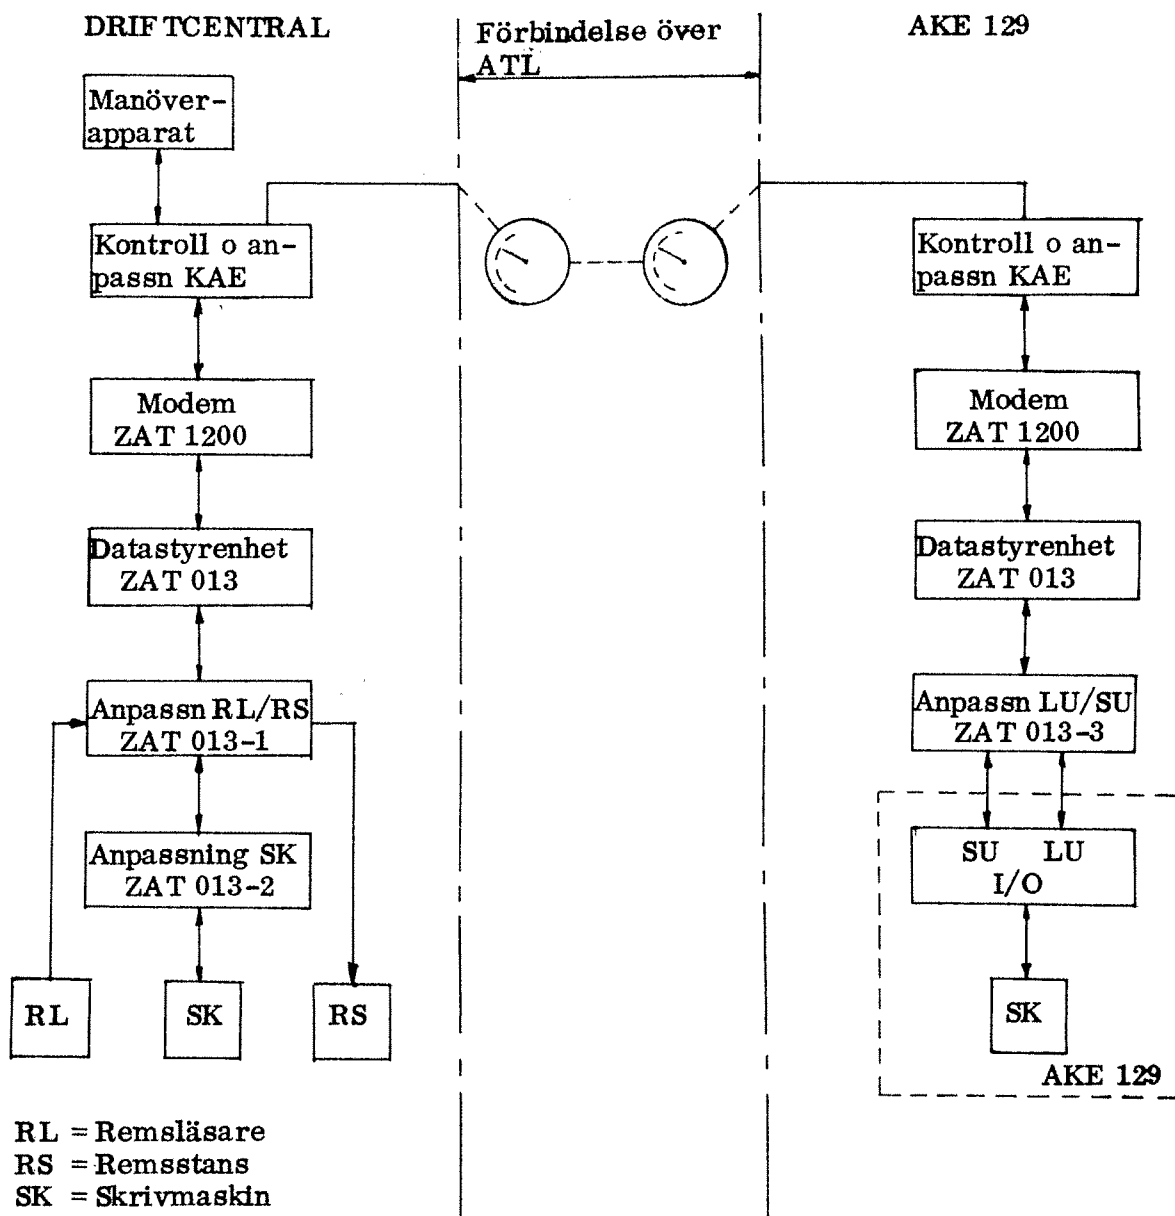 DRIFTCENTRAL
Förbindelse över
ATL
AKE 129
Manöver-
apparat
Kontroll o an-
passn KAE
Kontroll o an-
passn KAE
Modem
ZAT 1200
Modem
ZAT 1200
Datastyrenhet
ZAT 013
Datastyrenhet
ZAT 013
Anpassn RL/RS
ZAT 013-1
Anpassn LU/SU
ZAT 013-3
Anpassning SK
ZAT 013-2
SU LU
I/O
RL
SK
RS
SK
AKE 129
RL = Remsläsare
RS = Remsstans
SK = Skrivmaskin